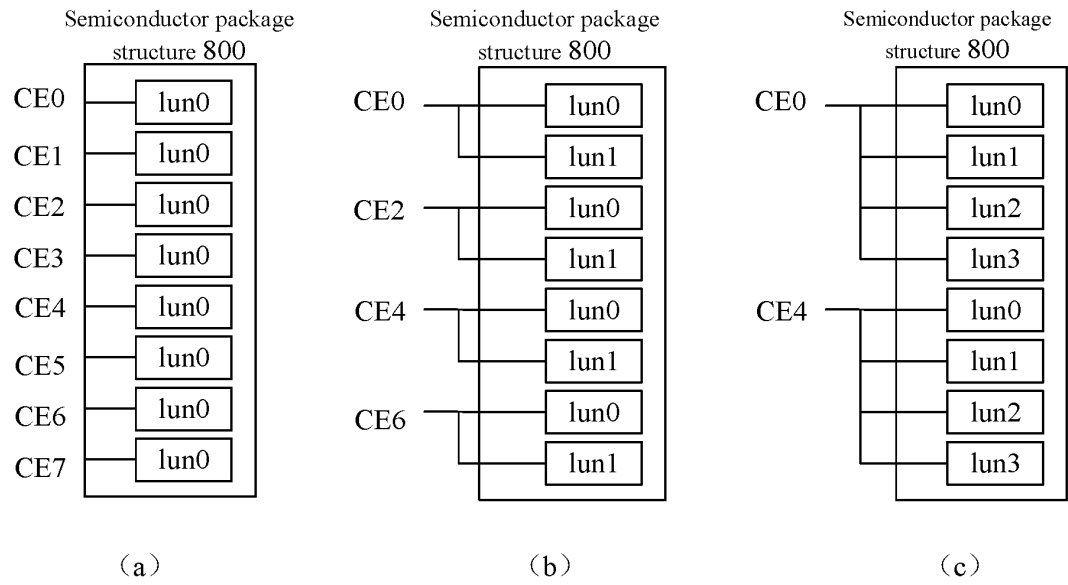 Semiconductor package
structure 800
CE0 lun0
CE1 lun0
CE2 lun0
CE3 lun0
CE4 lun0
CE5 lun0
CE6 lun0
CE7 lun0
（a）
Semiconductor package
structure 800
CE0 lun0
lun1
CE2 lun0
lun1
CE4 lun0
lun1
CE6 lun0
lun1
（b）
Semiconductor package
structure 800
CE0 lun0
lun1
lun2
lun3
CE4 lun0
lun1
lun2
lun3
（c）